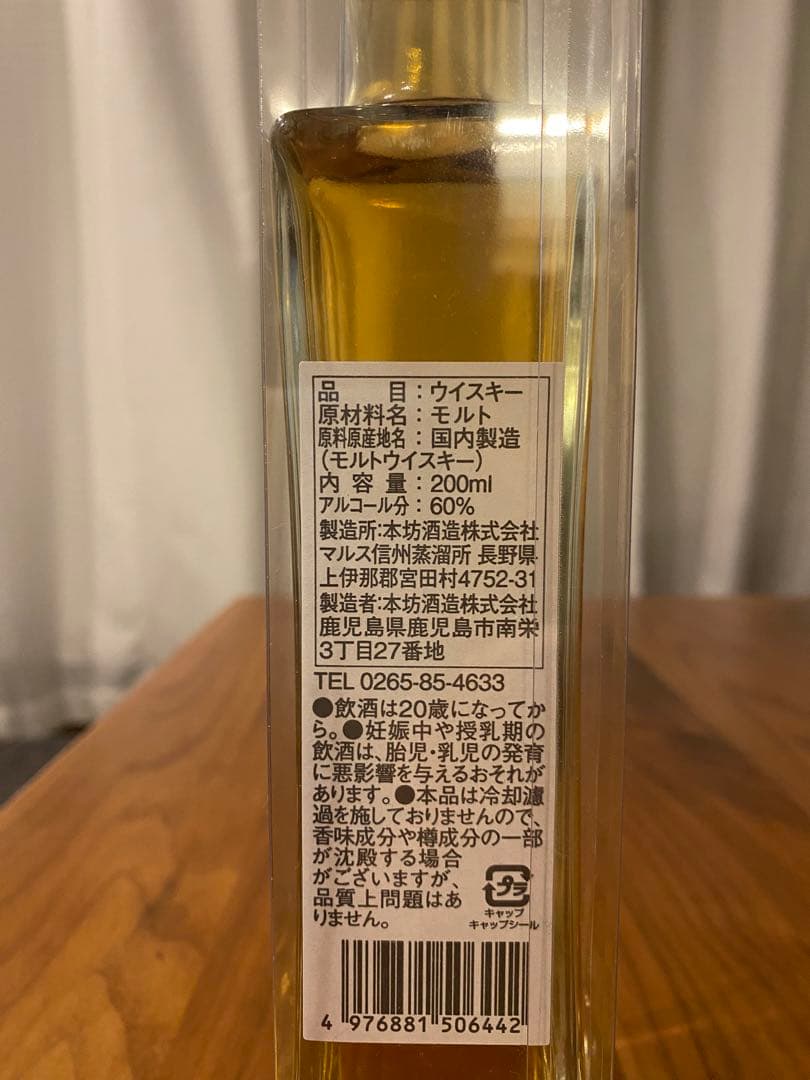 品目：ウイスキー
原材料名：モルト
原料原産地名：国内製造
（モルトウイスキー）
内容量：200ml
アルコール分：60%
製造所：本坊酒造株式会社
マルス信州蒸溜所 長野県
上伊那郡宮田村4752-31
製造者：本坊酒造株式会社
鹿児島県鹿児島市南栄
3丁目27番地
TEL 0265-85-4633
●飲酒は20歳になってか
ら。●妊娠中や授乳期の
飲酒は、胎児・乳児の発育
に悪影響を与えるおそれが
あります。●本品は冷却濾
過を施しておりませんので、
香味成分や樽成分の一部
が沈殿する場合
がございますが、
品質上問題はあ
りません。
プラ
キャップ
キャップシール
4 976881 506442